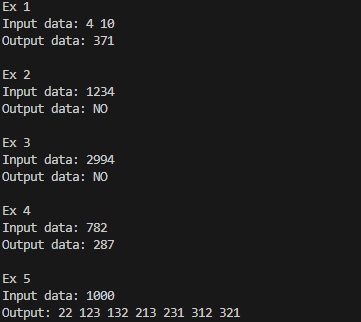 Ex 1
Input data: 4 10
Output data: 371
Ex 2
Input data: 1234
Output data: NO
Ex 3
Input data: 2994
Output data: NO
Ex 4
Input data: 782
Output data: 287
Ex 5
Input data: 1000
Output: 22 123 132 213 231 312 321